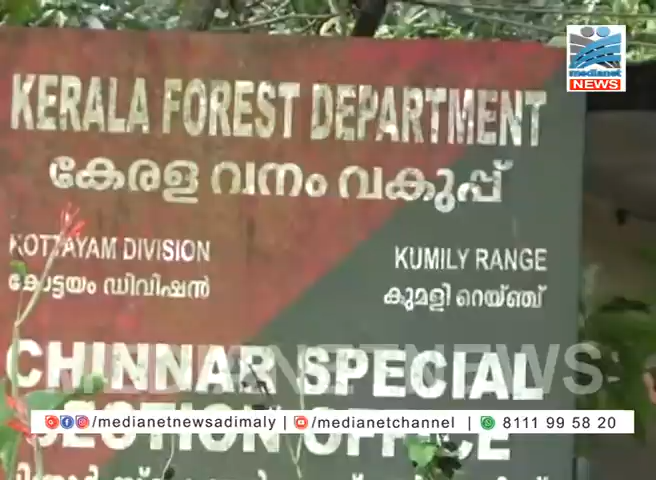 medianet
NEWS
KERALA FOREST DEPARTMENT
കേരള വനം വകുപ്പ്
KOTTAYAM DIVISION
KUMILY RANGE
കോട്ടയം ഡിവിഷൻ
കുമളി റെയ്ഞ്ച്
CHINNAR SPECIAL
/medianetnewsadimaly | /medianetchannel | 8111 99 58 20
SECTION OFFICE